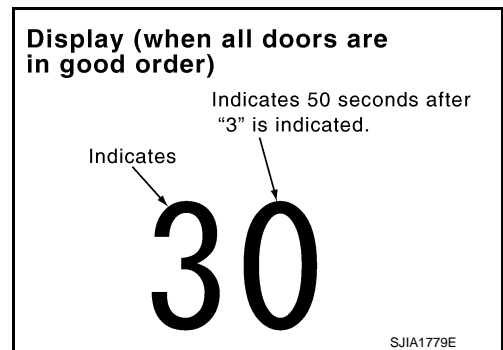 Display (when all doors are
in good order)
Indicates 50 seconds after
“3” is indicated.
Indicates
30
SJIA1779E